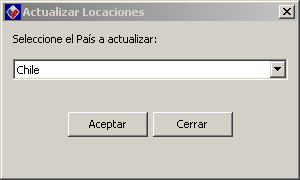 Actualizar Locaciones
Seleccione el País a actualizar:
Chile
Aceptar Cerrar